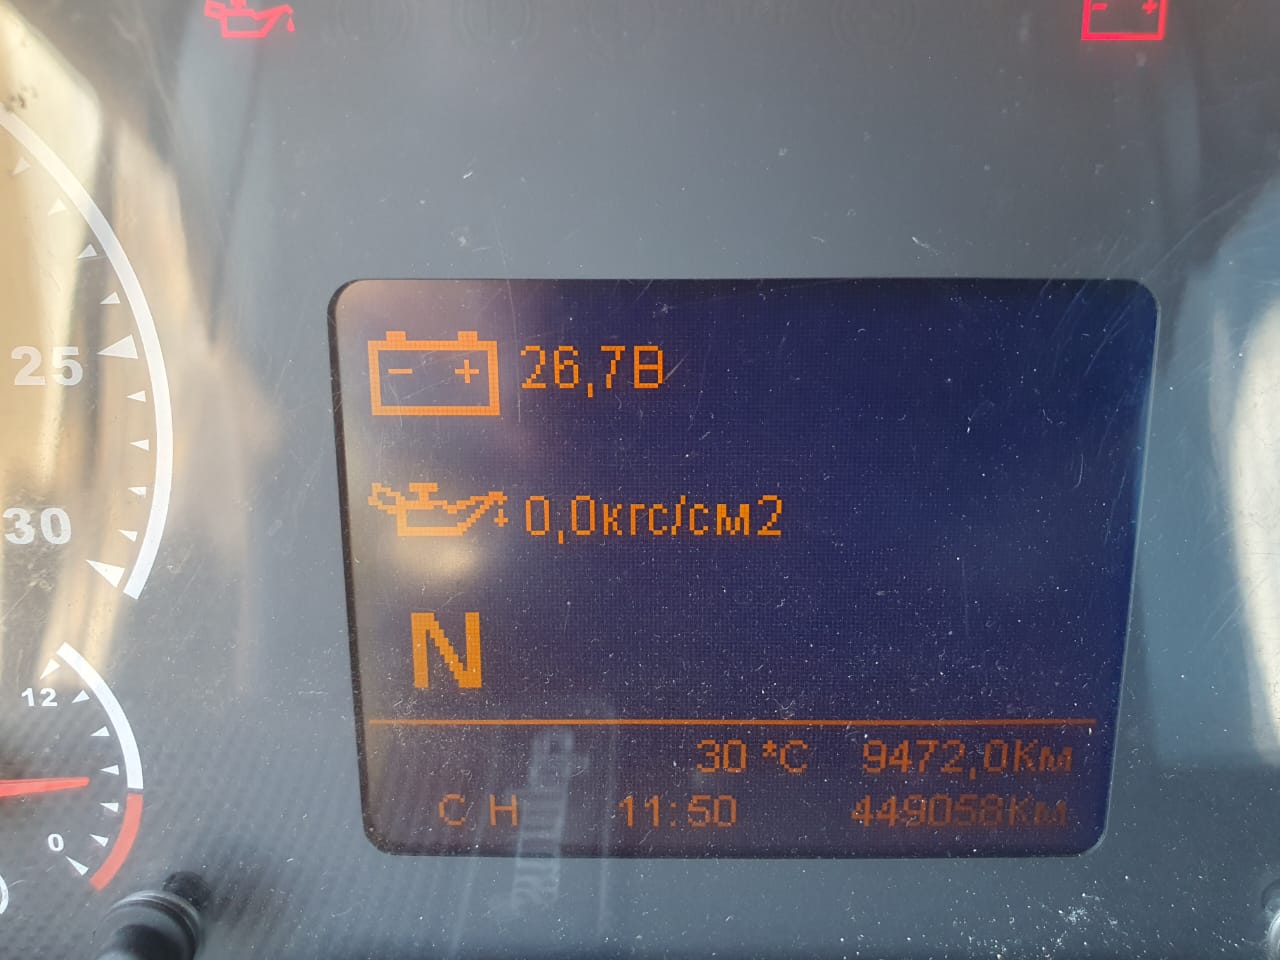 - +
25
- + 26,7В
30
0,0кгс/см2
N
12
30 *C 9472,0Км
0
С Н 11:50 449058Км